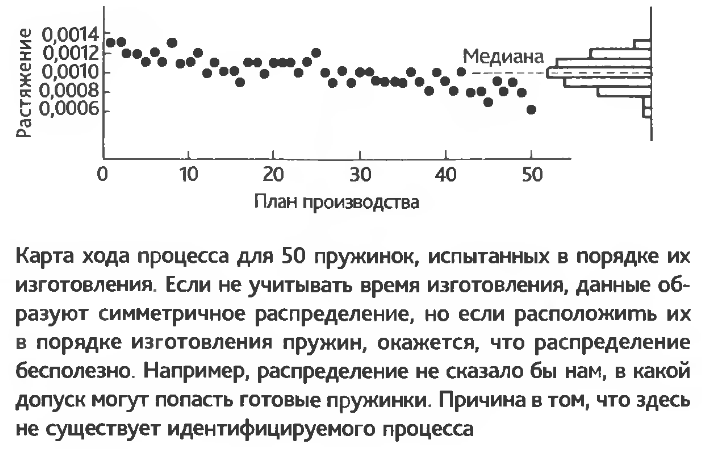 Растяжение
0,0014
0,0012
0,0010
0,0008
0,0006
Медиана
0 10 20 30 40 50
План производства
Карта хода процесса для 50 пружинок, испытанных в порядке их
изготовления. Если не учитывать время изготовления, данные об-
разуют симметричное распределение, но если расположить их
в порядке изготовления пружин, окажется, что распределение
бесполезно. Например, распределение не сказало бы нам, в какой
допуск могут попасть готовые пружинки. Причина в том, что здесь
не существует идентифицируемого процесса